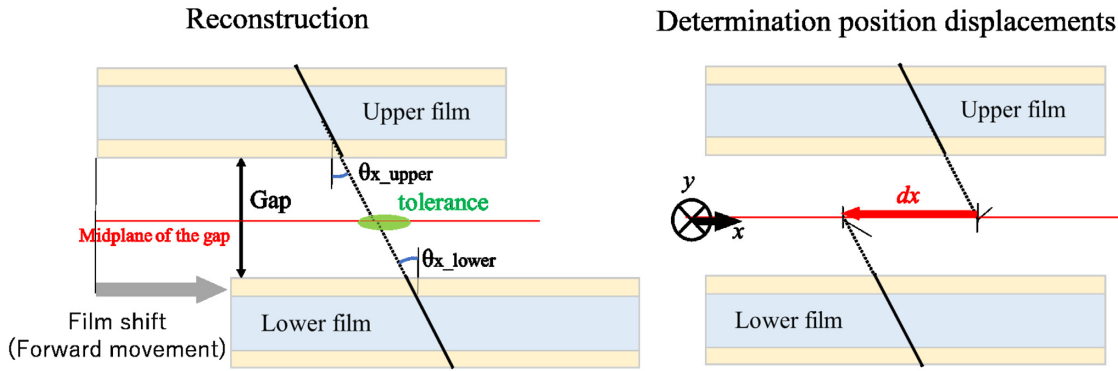 Reconstruction
Upper film
θx_upper
Gap
tolerance
Midplane of the gap
θx_lower
Lower film
Film shift
(Forward movement)
Determination position displacements
Upper film
y
dx
x
Lower film